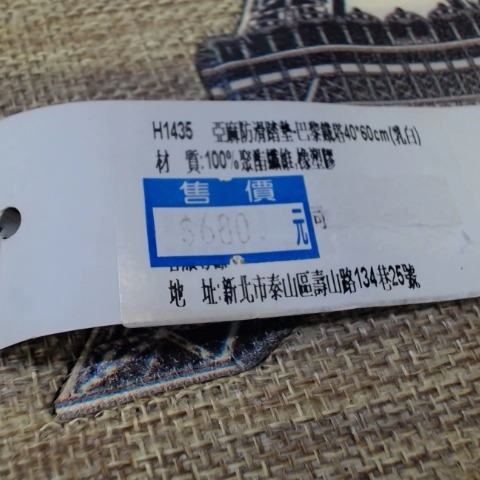 H1435 亞麻防滑踏墊-巴黎鐵塔40*60cm(乳白)
材 質:100%聚酯纖維,橡塑膠
售價
$680 元
司
地 址:新北市泰山區壽山路134巷25號